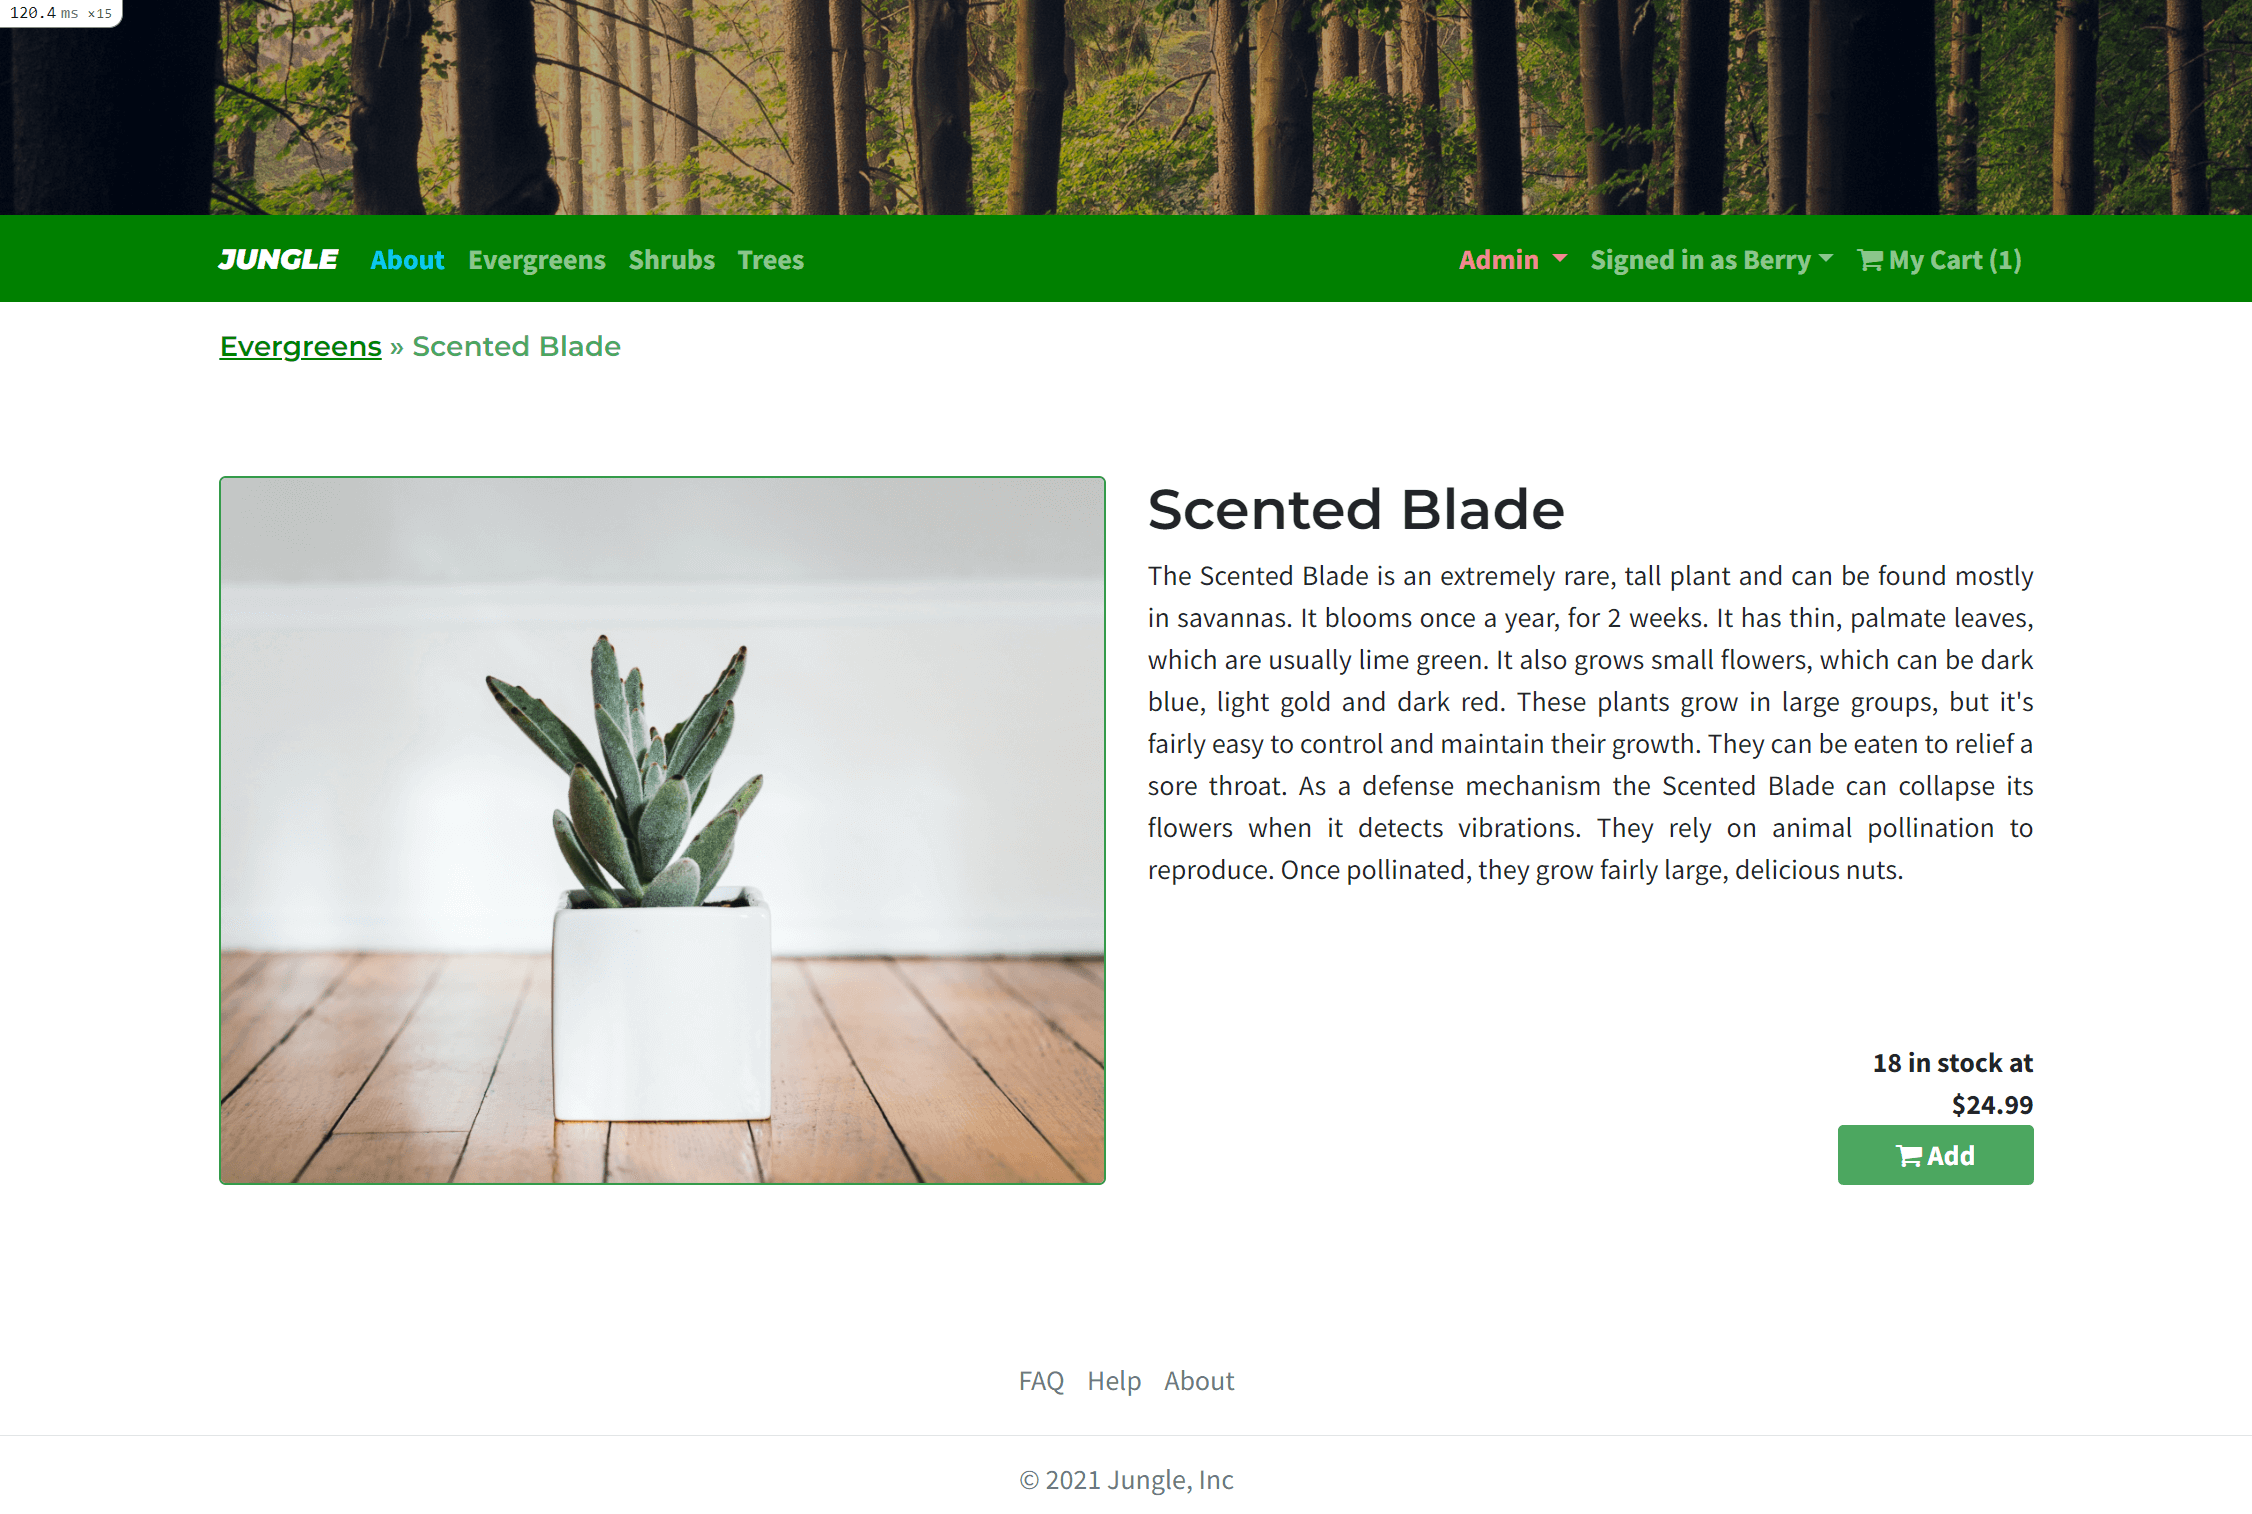 120.4 ms ×15
JUNGLE About Evergreens Shrubs Trees Admin Signed in as Berry My Cart (1)
Evergreens » Scented Blade
Scented Blade
The Scented Blade is an extremely rare, tall plant and can be found mostly
in savannas. It blooms once a year, for 2 weeks. It has thin, palmate leaves,
which are usually lime green. It also grows small flowers, which can be dark
blue, light gold and dark red. These plants grow in large groups, but it's
fairly easy to control and maintain their growth. They can be eaten to relief a
sore throat. As a defense mechanism the Scented Blade can collapse its
flowers when it detects vibrations. They rely on animal pollination to
reproduce. Once pollinated, they grow fairly large, delicious nuts.
18 in stock at
$24.99
Add
FAQ Help About
© 2021 Jungle, Inc